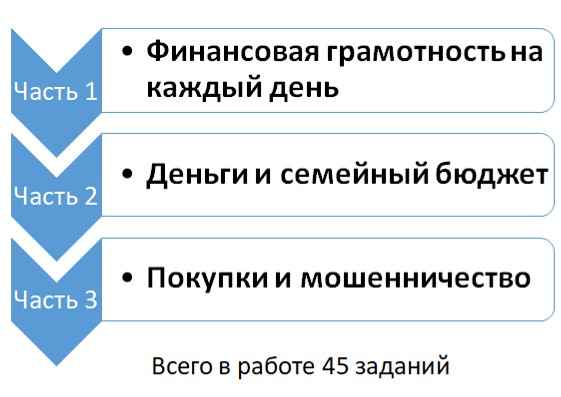 Часть 1
• Финансовая грамотность на
каждый день
Часть 2
• Деньги и семейный бюджет
Часть 3
• Покупки и мошенничество
Всего в работе 45 заданий